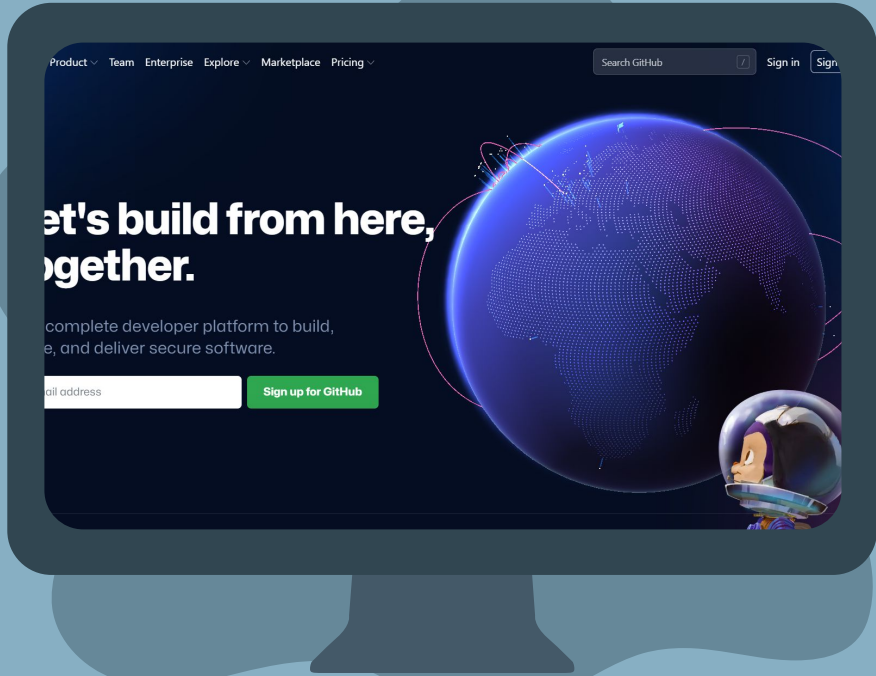 Product Team Enterprise Explore Marketplace Pricing Search GitHub / Sign in Sign
et's build from here,
ogether.
complete developer platform to build,
e, and deliver secure software.
ail address Sign up for GitHub